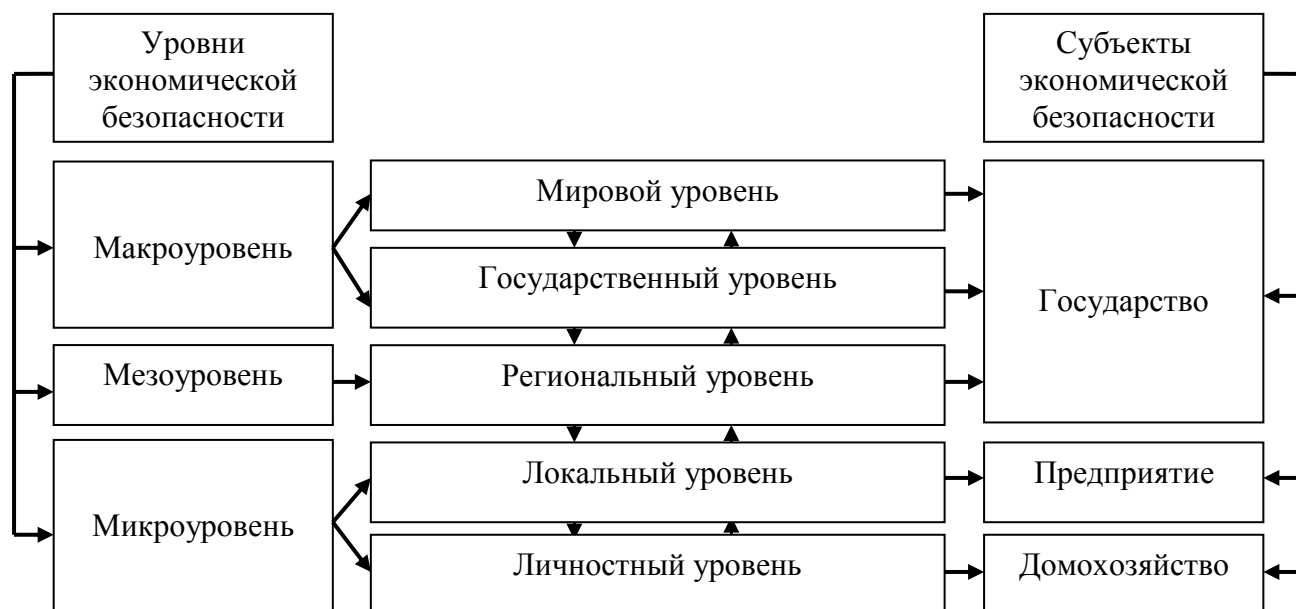 Уровни
экономической
безопасности
Субъекты
экономической
безопасности
Макроуровень
Мировой уровень
Государственный уровень
Государство
Мезоуровень
Региональный уровень
Микроуровень
Локальный уровень
Предприятие
Личностный уровень
Домохозяйство